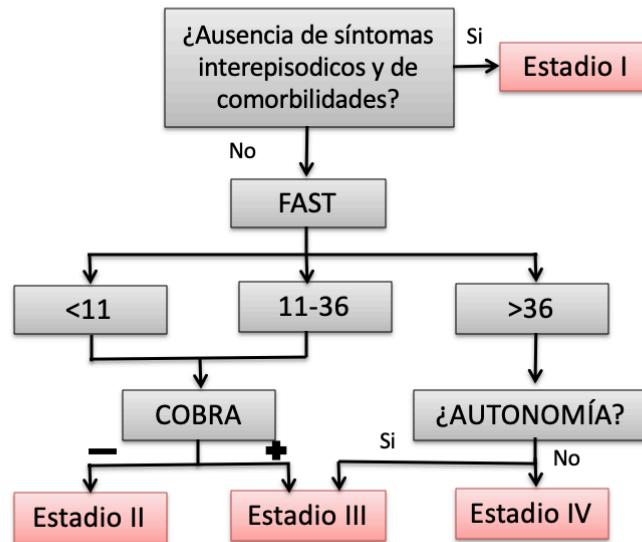 ¿Ausencia de síntomas
interepisodicos y de
comorbilidades?
Si
Estadio I
No
FAST
<11
11-36
>36
COBRA
¿AUTONOMÍA?
–
+
Si
No
Estadio II
Estadio III
Estadio IV